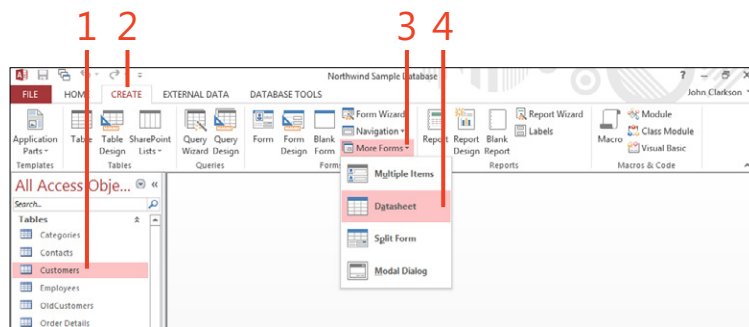 1 2 3 4
Northwind Sample Database
FILE HOME CREATE EXTERNAL DATA DATABASE TOOLS John Clarkson
Application Parts
Table
Table Design
SharePoint Lists
Query Wizard
Query Design
Form
Form Design
Blank Form
Form Wizard
Navigation
More Forms
Report
Report Design
Blank Report
Report Wizard
Labels
Macro
Module
Class Module
Visual Basic
Templates Tables Queries Forms Reports Macros & Code
Multiple Items
Datasheet
Split Form
Modal Dialog
All Access Obje...
Search...
Tables
Categories
Contacts
Customers
Employees
OldCustomers
Order Details